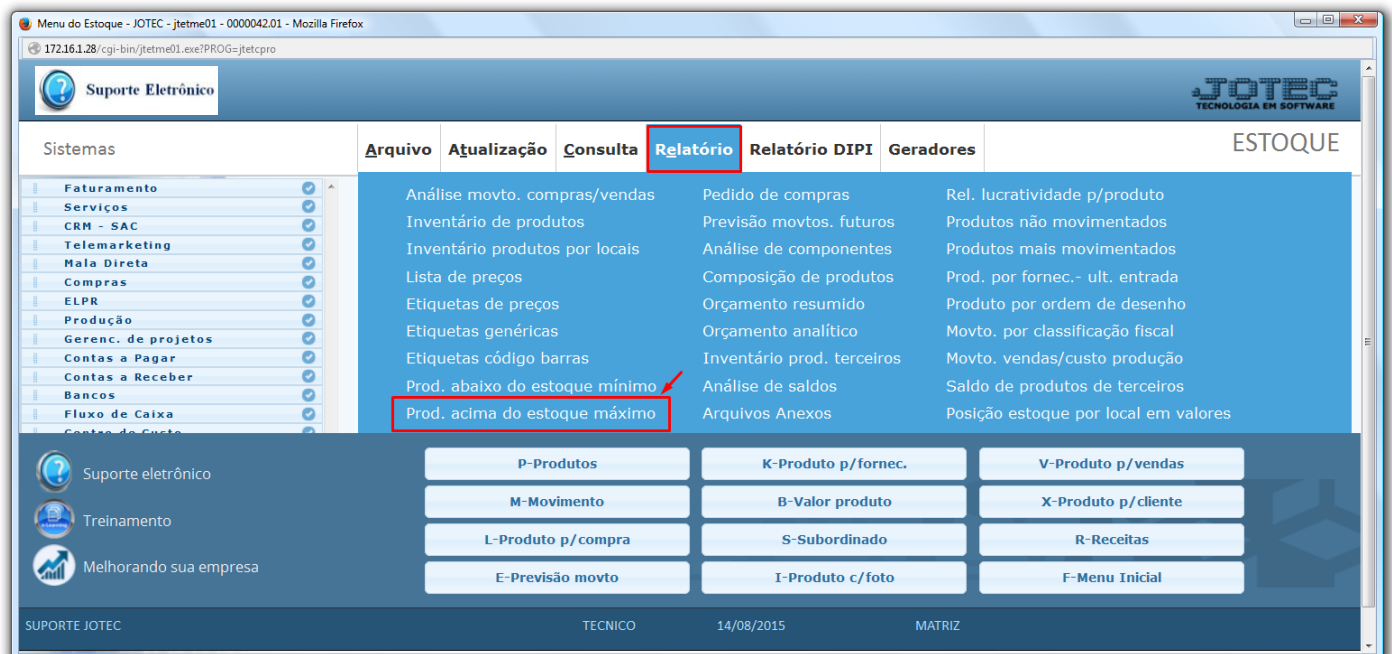 Menu do Estoque - JOTEC - jtetme01 - 0000042.01 - Mozilla Firefox
172.16.1.28/cgi-bin/jtetme01.exe?PROG=jtetcpro
Suporte Eletrônico
JOTEC
TECNOLOGIA EM SOFTWARE
Sistemas
Arquivo Atualização Consulta Relatório Relatório DIPI Geradores
ESTOQUE
Faturamento
Serviços
CRM - SAC
Telemarketing
Mala Direta
Compras
ELPR
Produção
Gerenc. de projetos
Contas a Pagar
Contas a Receber
Bancos
Fluxo de Caixa
Centro de Custo
Análise movto. compras/vendas
Inventário de produtos
Inventário produtos por locais
Lista de preços
Etiquetas de preços
Etiquetas genéricas
Etiquetas código barras
Prod. abaixo do estoque mínimo
Prod. acima do estoque máximo
Pedido de compras
Previsão movtos. futuros
Análise de componentes
Composição de produtos
Orçamento resumido
Orçamento analítico
Inventário prod. terceiros
Análise de saldos
Arquivos Anexos
Rel. lucratividade p/produto
Produtos não movimentados
Produtos mais movimentados
Prod. por fornec.- ult. entrada
Produto por ordem de desenho
Movto. por classificação fiscal
Movto. vendas/custo produção
Saldo de produtos de terceiros
Posição estoque por local em valores
Suporte eletrônico
Treinamento
Melhorando sua empresa
P-Produtos K-Produto p/fornec. V-Produto p/vendas
M-Movimento B-Valor produto X-Produto p/cliente
L-Produto p/compra S-Subordinado R-Receitas
E-Previsão movto I-Produto c/foto F-Menu Inicial
SUPORTE JOTEC TECNICO 14/08/2015 MATRIZ